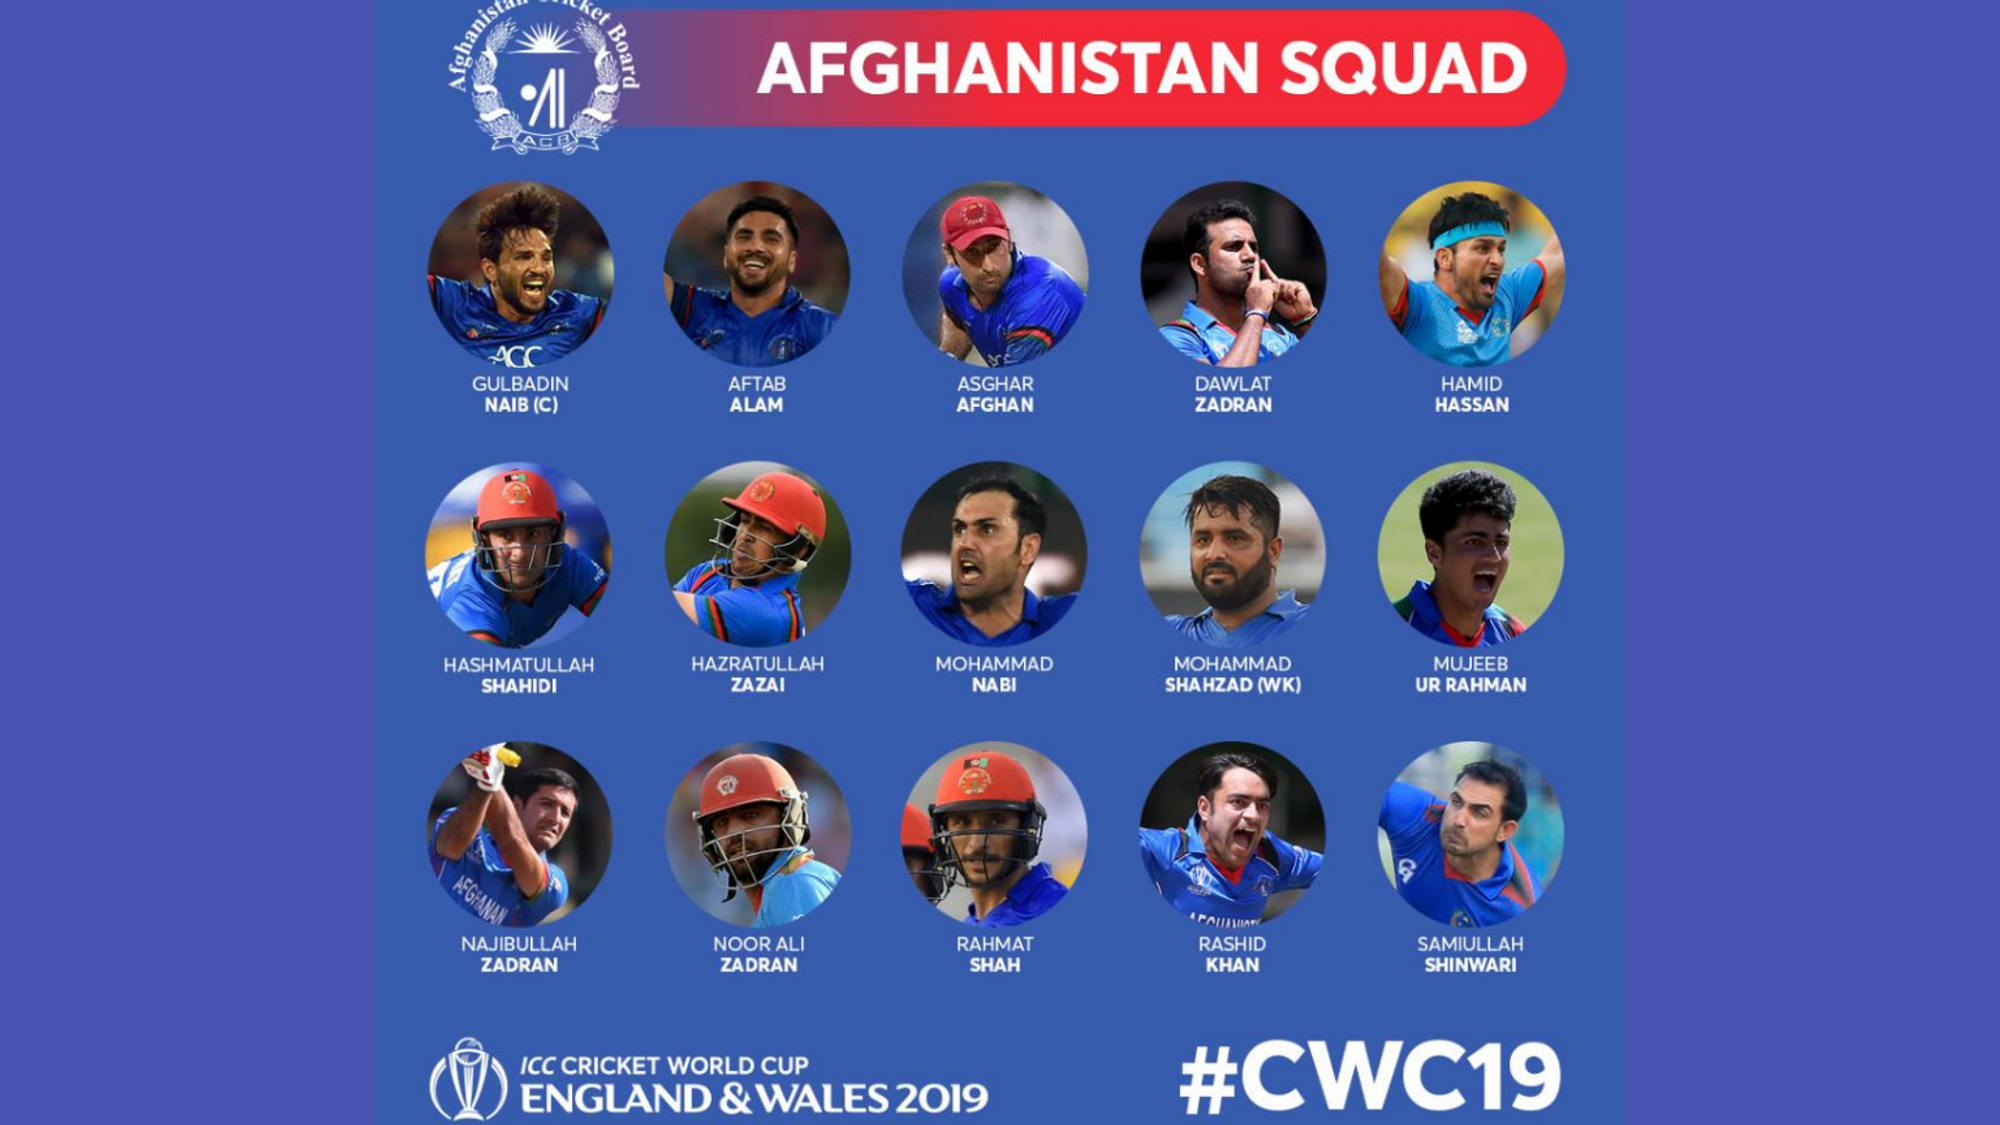 Afghanistan Cricket Board
ACB
AFGHANISTAN SQUAD
ACC
GULBADIN
NAIB (C)
AFTAB
ALAM
ASGHAR
AFGHAN
DAWLAT
ZADRAN
HAMID
HASSAN
HASHMATULLAH
SHAHIDI
HAZRATULLAH
ZAZAI
MOHAMMAD
NABI
MOHAMMAD
SHAHZAD (WK)
MUJEEB
UR RAHMAN
AFGHANAN
NAJIBULLAH
ZADRAN
NOOR ALI
ZADRAN
RAHMAT
SHAH
RASHID
KHAN
SAMIULLAH
SHINWARI
ICC CRICKET WORLD CUP
ENGLAND & WALES 2019
#CWC19